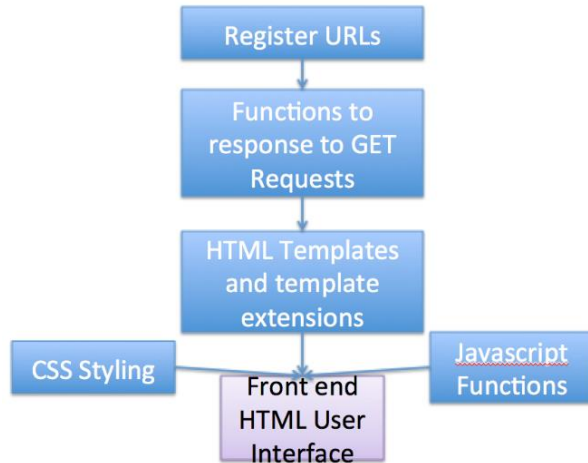 Register URLs
Functions to
response to GET
Requests
HTML Templates
and template
extensions
CSS Styling
Javascript
Functions
Front end
HTML User
Interface